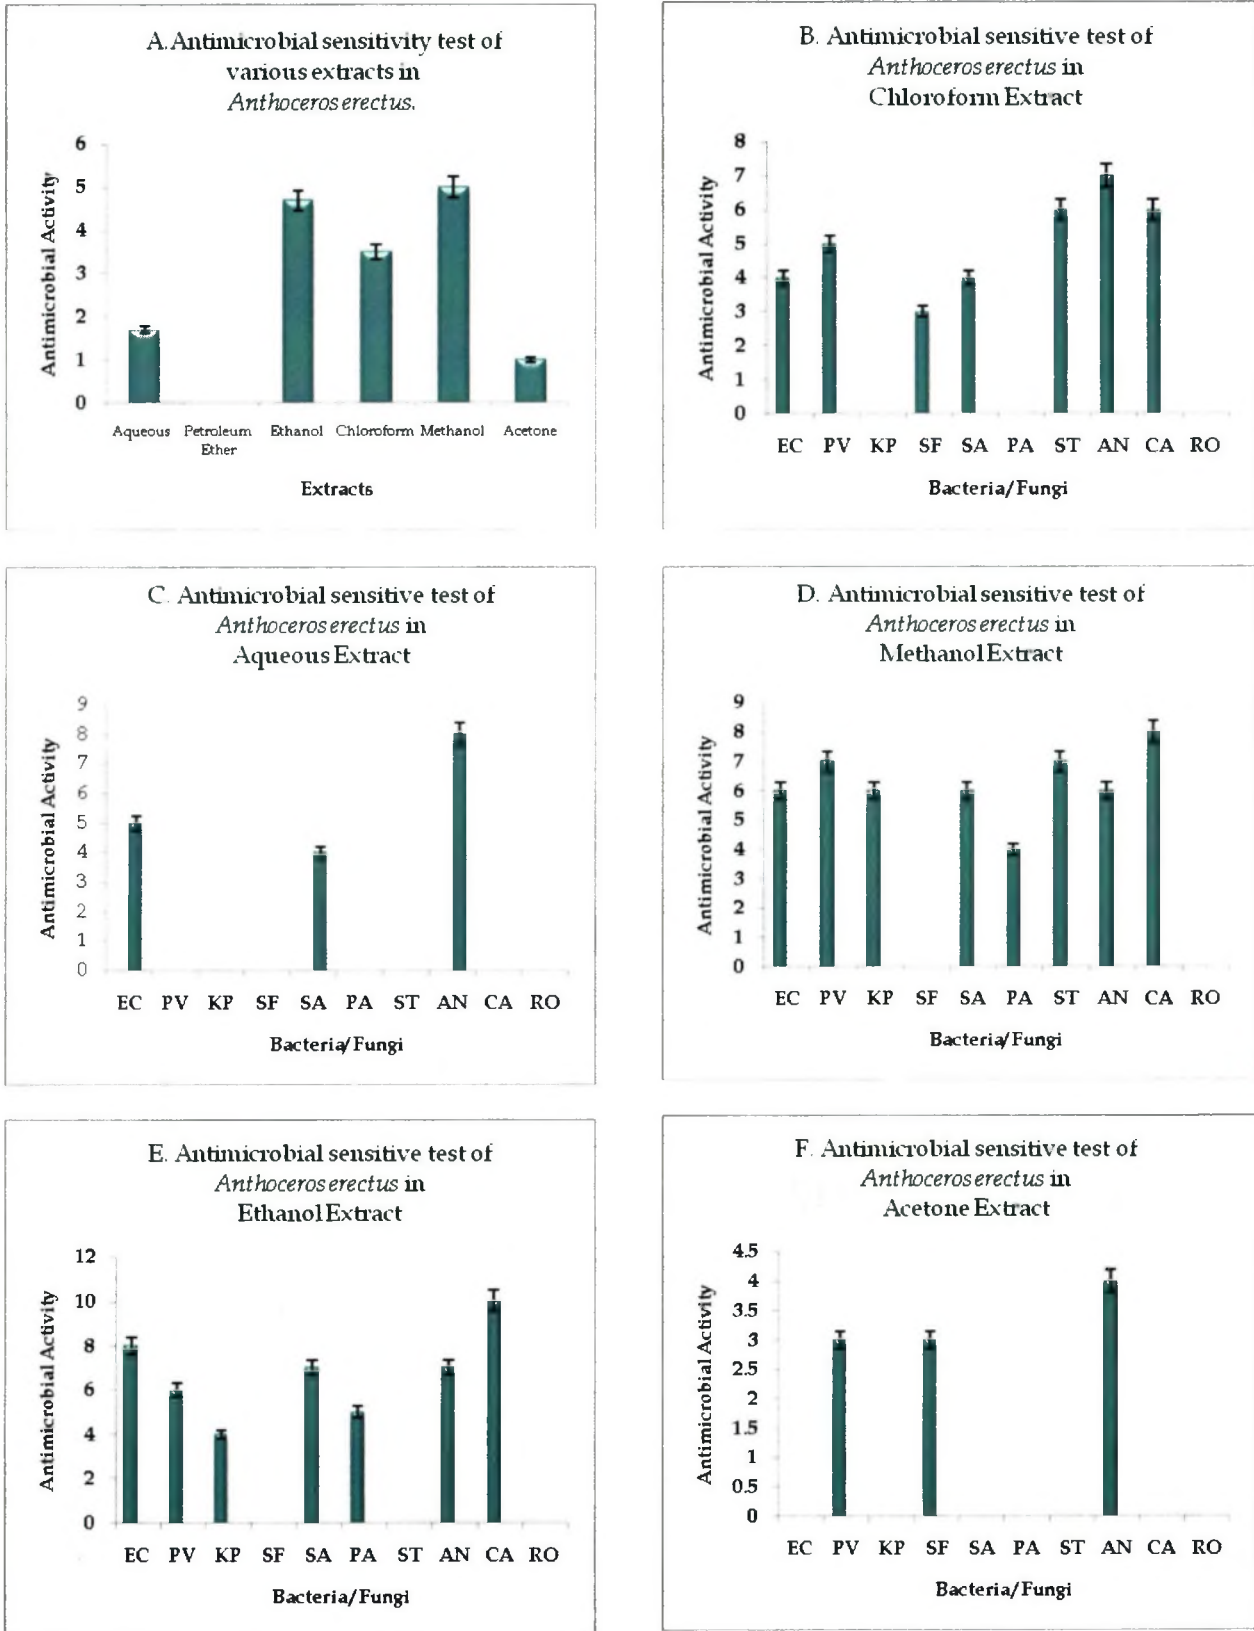 A. Antimicrobial sensitivity test of
various extracts in
Anthoceros erectus.
Antimicrobial Activity
6
5
4
3
2
1
0
Aqueous Petroleum Ether Ethanol Chloroform Methanol Acetone
Extracts
B. Antimicrobial sensitive test of
Anthoceros erectus in
Chloroform Extract
Antimicrobial Activity
8
7
6
5
4
3
2
1
0
EC PV KP SF SA PA ST AN CA RO
Bacteria/Fungi
C. Antimicrobial sensitive test of
Anthoceros erectus in
Aqueous Extract
Antimicrobial Activity
9
8
7
6
5
4
3
2
1
0
EC PV KP SF SA PA ST AN CA RO
Bacteria/Fungi
D. Antimicrobial sensitive test of
Anthoceros erectus in
Methanol Extract
Antimicrobial Activity
9
8
7
6
5
4
3
2
1
0
EC PV KP SF SA PA ST AN CA RO
Bacteria/Fungi
E. Antimicrobial sensitive test of
Anthoceros erectus in
Ethanol Extract
Antimicrobial Activity
12
10
8
6
4
2
0
EC PV KP SF SA PA ST AN CA RO
Bacteria/Fungi
F. Antimicrobial sensitive test of
Anthoceros erectus in
Acetone Extract
Antimicrobial Activity
4.5
4
3.5
3
2.5
2
1.5
1
0.5
0
EC PV KP SF SA PA ST AN CA RO
Bacteria/Fungi